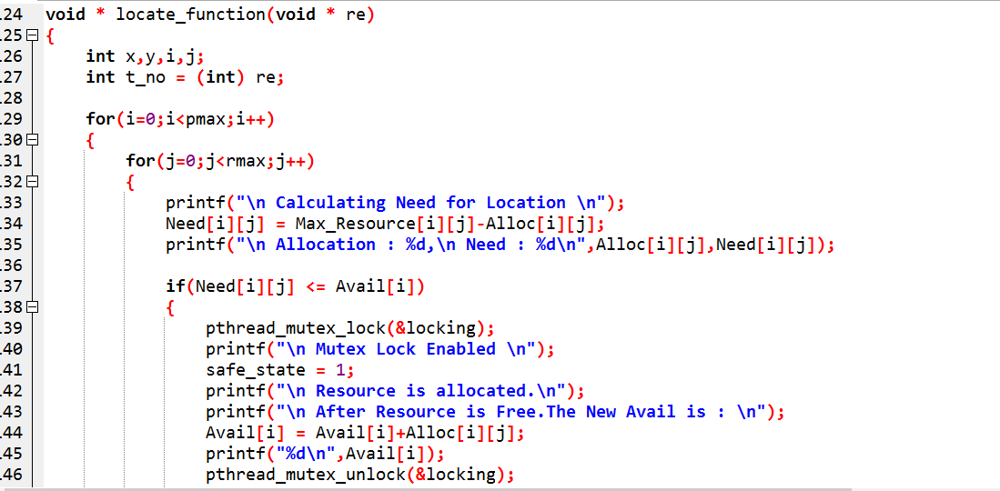 .24 void * locate_function(void * re)
.25 {
.26 int x,y,i,j;
.27 int t_no = (int) re;
.28
.29 for(i=0;i<pmax;i++)
.30 {
.31 for(j=0;j<rmax;j++)
.32 {
.33 printf("\n Calculating Need for Location \n");
.34 Need[i][j] = Max_Resource[i][j]-Alloc[i][j];
.35 printf("\n Allocation : %d,\n Need : %d\n",Alloc[i][j],Need[i][j]);
.36
.37 if(Need[i][j] <= Avail[i])
.38 {
.39 pthread_mutex_lock(&locking);
.40 printf("\n Mutex Lock Enabled \n");
.41 safe_state = 1;
.42 printf("\n Resource is allocated.\n");
.43 printf("\n After Resource is Free.The New Avail is : \n");
.44 Avail[i] = Avail[i]+Alloc[i][j];
.45 printf("%d\n",Avail[i]);
.46 pthread_mutex_unlock(&locking);